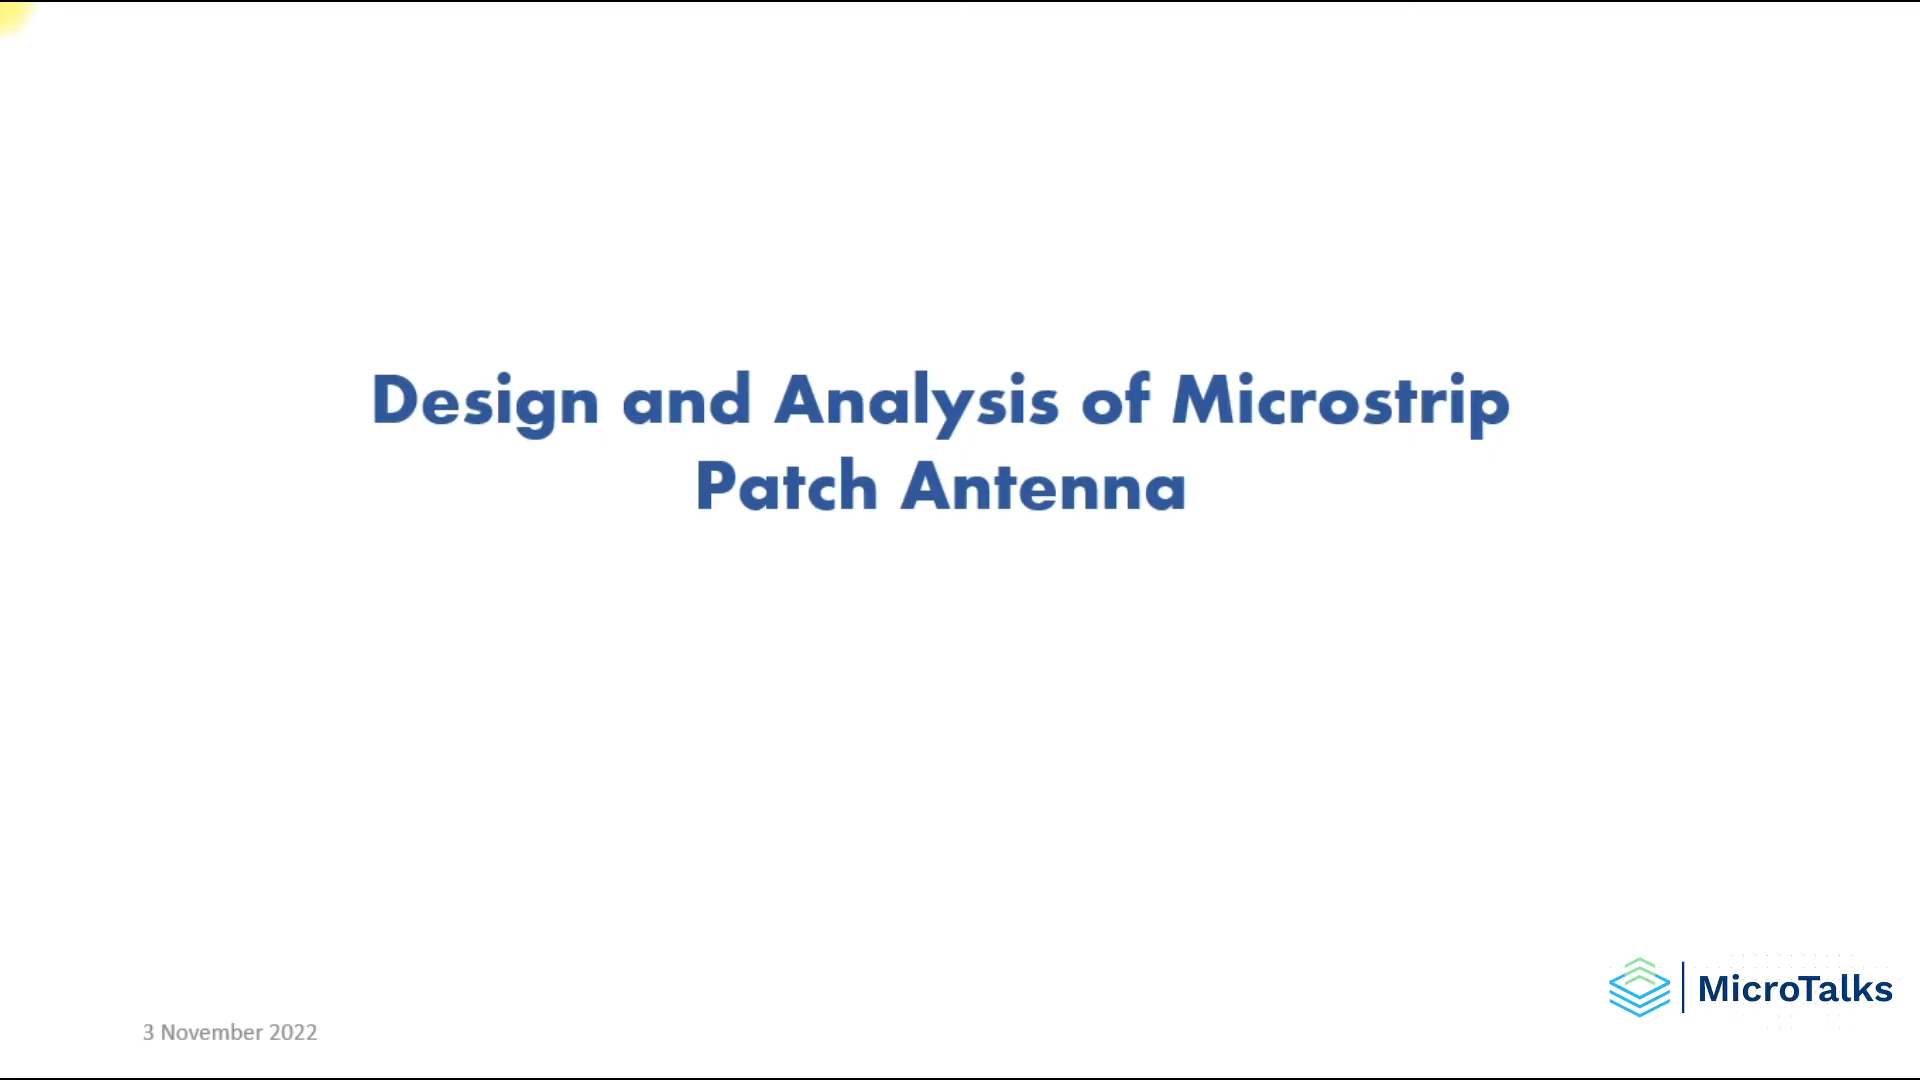 Design and Analysis of Microstrip
Patch Antenna
MicroTalks
3 November 2022